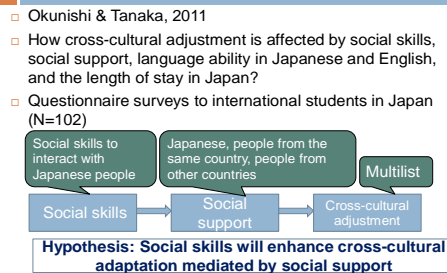 Okunishi & Tanaka, 2011
How cross-cultural adjustment is affected by social skills,
social support, language ability in Japanese and English,
and the length of stay in Japan?
Questionnaire surveys to international students in Japan
(N=102)
Social skills to
interact with
Japanese people
Japanese, people from the
same country, people from
other countries
Multilist
Social skills
Social
support
Cross-cultural
adjustment
Hypothesis: Social skills will enhance cross-cultural
adaptation mediated by social support